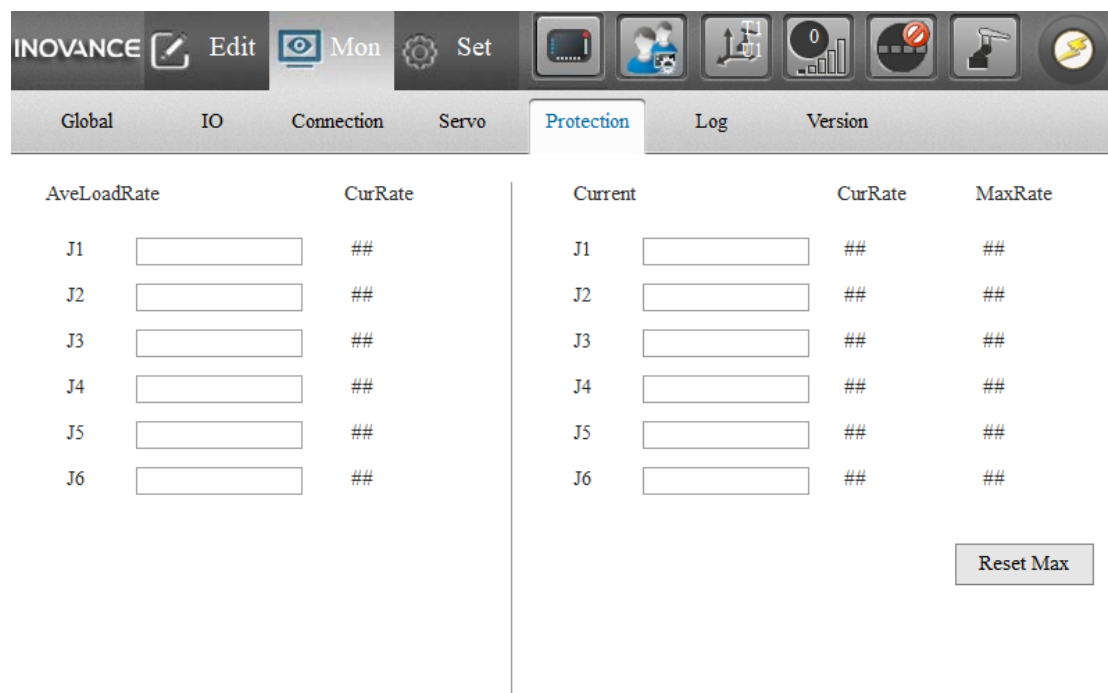 INOVANCE Edit Mon Set T1 U1 0
Global IO Connection Servo Protection Log Version
AveLoadRate CurRate Current CurRate MaxRate
J1 ## J1 ## ##
J2 ## J2 ## ##
J3 ## J3 ## ##
J4 ## J4 ## ##
J5 ## J5 ## ##
J6 ## J6 ## ##
Reset Max